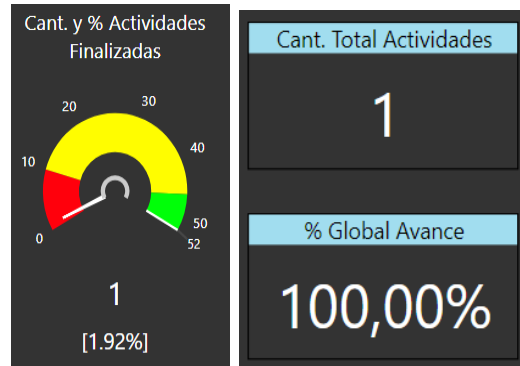 Cant. y % Actividades
Finalizadas
0
10
20
30
40
50
52
1
[1.92%]
Cant. Total Actividades
1
% Global Avance
100,00%